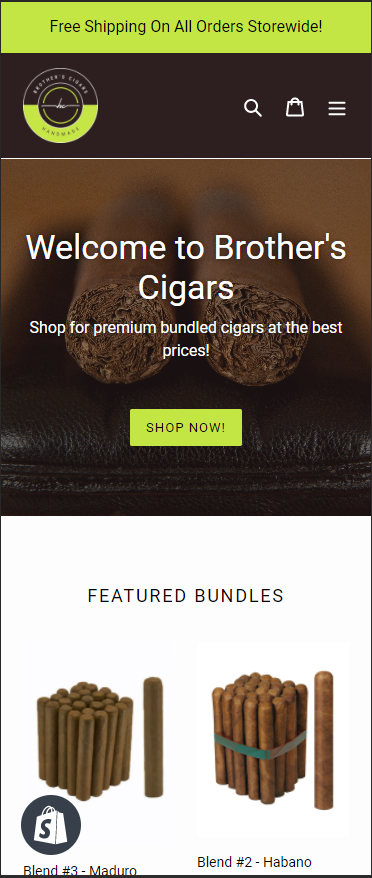 Free Shipping On All Orders Storewide!
BROTHER'S CIGARS
bc
HANDMADE
Welcome to Brother's
Cigars
Shop for premium bundled cigars at the best
prices!
SHOP NOW!
FEATURED BUNDLES
S
Blend #3 - Maduro
Blend #2 - Habano